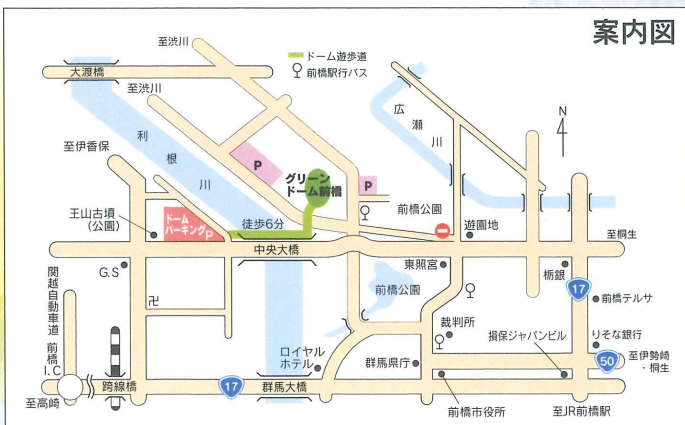 案内図
ドーム遊歩道
前橋駅行バス
至渋川
大渡橋
至渋川
利根川
広瀬川
N
至伊香保
P
グリーン
ドーム前橋
P
王山古墳
(公園)
ドーム
パーキングP
徒歩6分
前橋公園
遊園地
至桐生
中央大橋
G.S
東照宮
栃銀
17
前橋テルサ
関越自動車道
前橋
I.C
卍
前橋公園
裁判所
損保ジャパンビル
りそな銀行
ロイヤル
ホテル
群馬県庁
50
至伊勢崎
・桐生
跨線橋
17
群馬大橋
至高崎
前橋市役所
至JR前橋駅